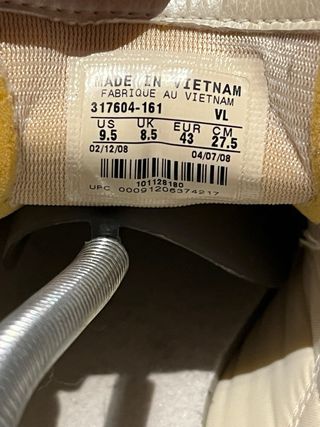 MADE IN VIETNAM
FABRIQUE AU VIETNAM
317604-161 VL
US UK EUR CM
9.5 8.5 43 27.5
02/12/08 04/07/08
101128180
UPC 00091206374217